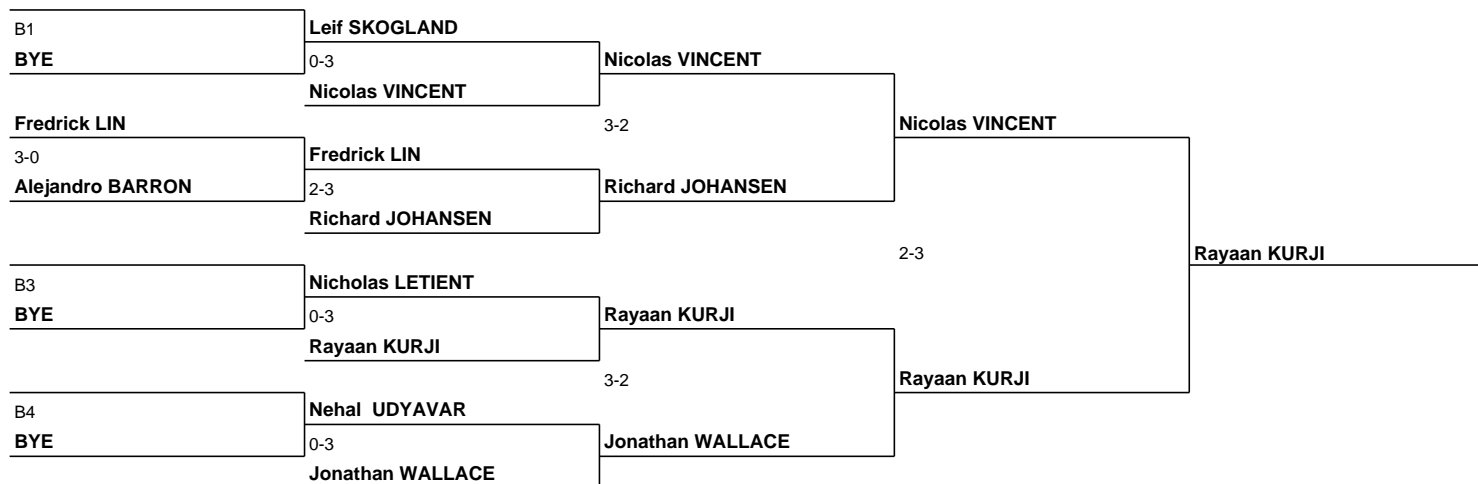 B1
BYE
Leif SKOGLAND
0-3
Nicolas VINCENT
Nicolas VINCENT
Fredrick LIN
3-0
Alejandro BARRON
Fredrick LIN
2-3
Richard JOHANSEN
Richard JOHANSEN
3-2
Nicolas VINCENT
B3
BYE
Nicholas LETIENT
0-3
Rayaan KURJI
Rayaan KURJI
B4
BYE
Nehal UDYAVAR
0-3
Jonathan WALLACE
Jonathan WALLACE
3-2
Rayaan KURJI
2-3
Rayaan KURJI